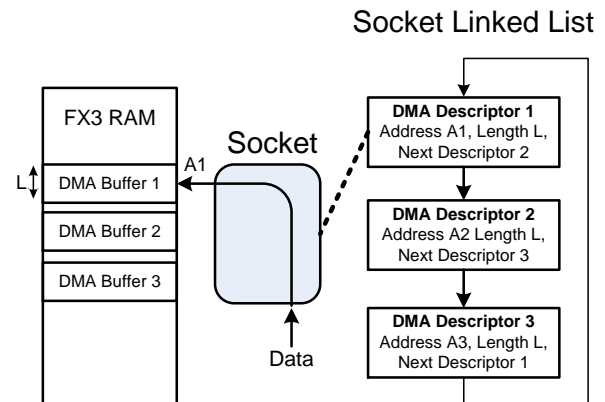 Socket Linked List
FX3 RAM
L
DMA Buffer 1
DMA Buffer 2
DMA Buffer 3
A1
Socket
Data
DMA Descriptor 1
Address A1, Length L,
Next Descriptor 2
DMA Descriptor 2
Address A2 Length L,
Next Descriptor 3
DMA Descriptor 3
Address A3, Length L,
Next Descriptor 1